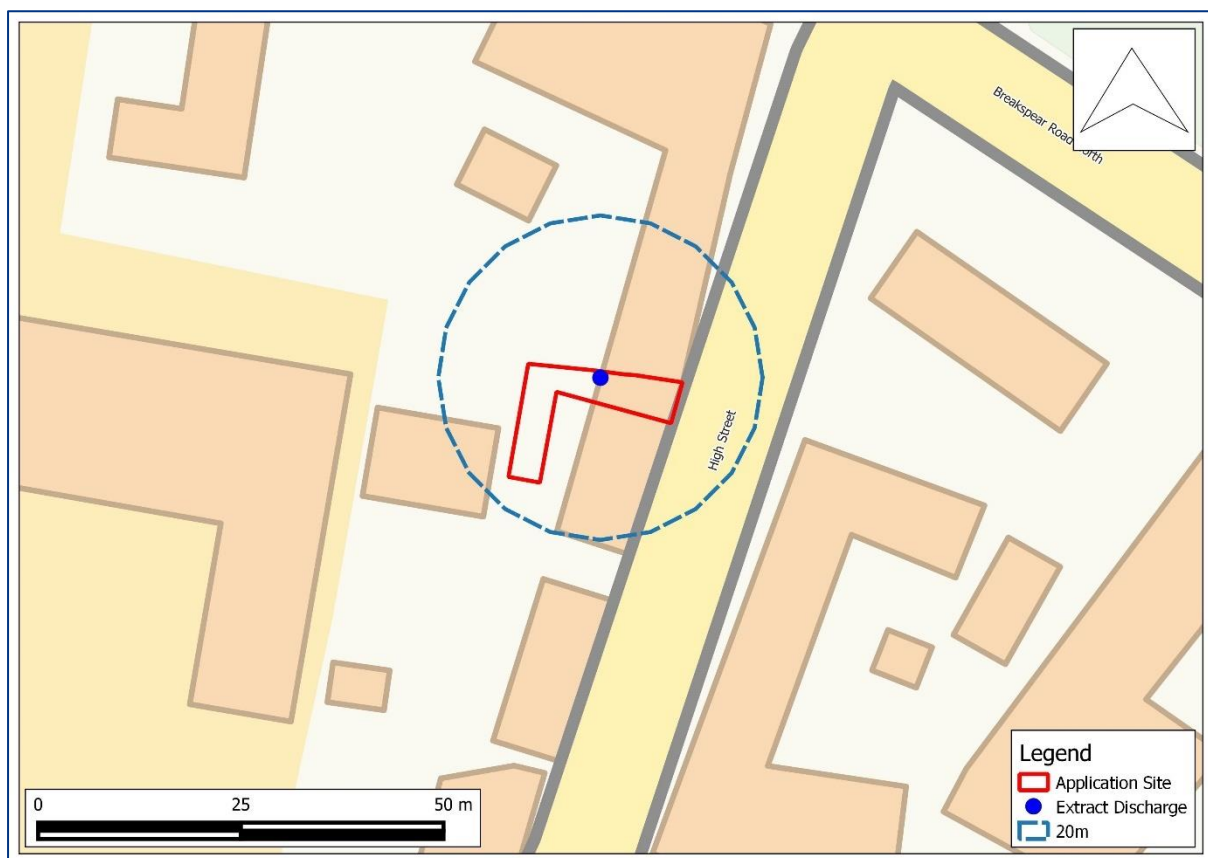 Breakspear Road North
High Street
Legend
Application Site
Extract Discharge
20m
0 25 50 m